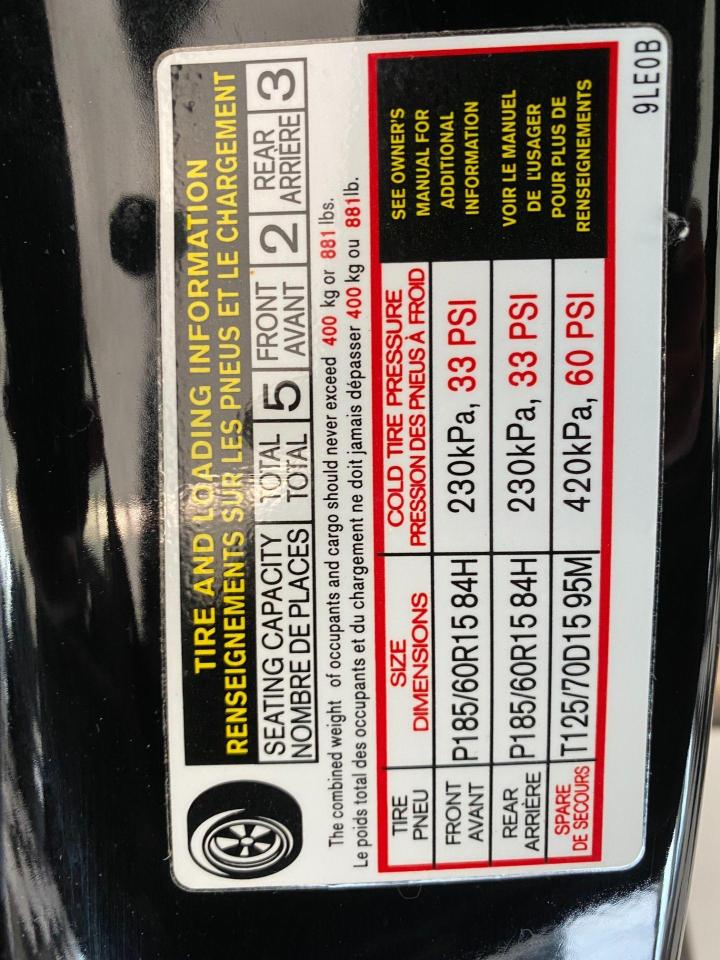 TIRE AND LOADING INFORMATION
RENSEIGNEMENTS SUR LES PNEUS ET LE CHARGEMENT
SEATING CAPACITY
NOMBRE DE PLACES
TOTAL
TOTAL
5
FRONT
AVANT
2
REAR
ARRIÈRE
3
The combined weight of occupants and cargo should never exceed 400 kg or 881 lbs.
Le poids total des occupants et du chargement ne doit jamais dépasser 400 kg ou 881lb.
TIRE
PNEU
SIZE
DIMENSIONS
COLD TIRE PRESSURE
PRESSION DES PNEUS À FROID
FRONT
AVANT
P185/60R15 84H
230kPa, 33 PSI
REAR
ARRIÈRE
P185/60R15 84H
230kPa, 33 PSI
SPARE
DE SECOURS
T125/70D15 95M
420kPa, 60 PSI
SEE OWNER'S
MANUAL FOR
ADDITIONAL
INFORMATION
VOIR LE MANUEL
DE L'USAGER
POUR PLUS DE
RENSEIGNEMENTS
9LE0B